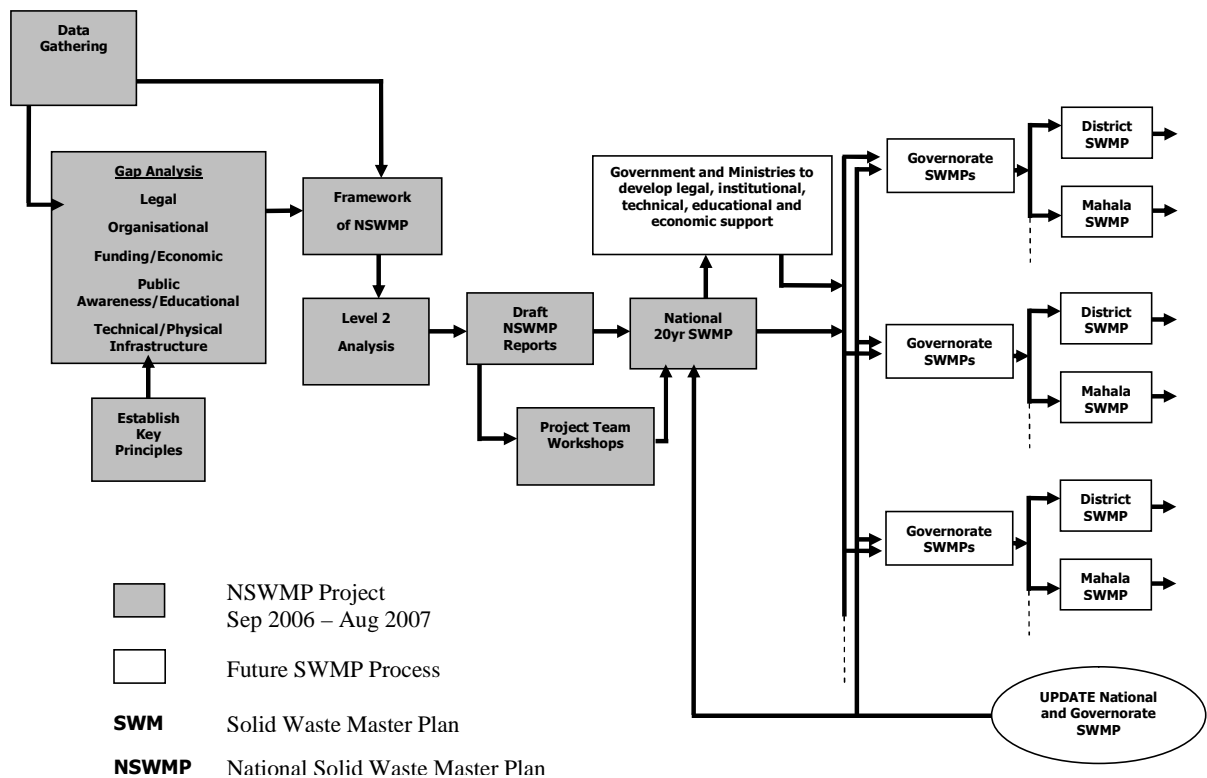 Data
Gathering
Gap Analysis
Legal
Organisational
Funding/Economic
Public
Awareness/Educational
Technical/Physical
Infrastructure
Establish
Key
Principles
Framework
of NSWMP
Level 2
Analysis
Draft
NSWMP
Reports
Project Team
Workshops
Government and Ministries to
develop legal, institutional,
technical, educational and
economic support
National
20yr SWMP
Governorate
SWMPs
District
SWMP
Mahala
SWMP
Governorate
SWMPs
District
SWMP
Mahala
SWMP
Governorate
SWMPs
District
SWMP
Mahala
SWMP
UPDATE National
and Governorate
SWMP
NSWMP Project
Sep 2006 – Aug 2007
Future SWMP Process
SWM Solid Waste Master Plan
NSWMP National Solid Waste Master Plan